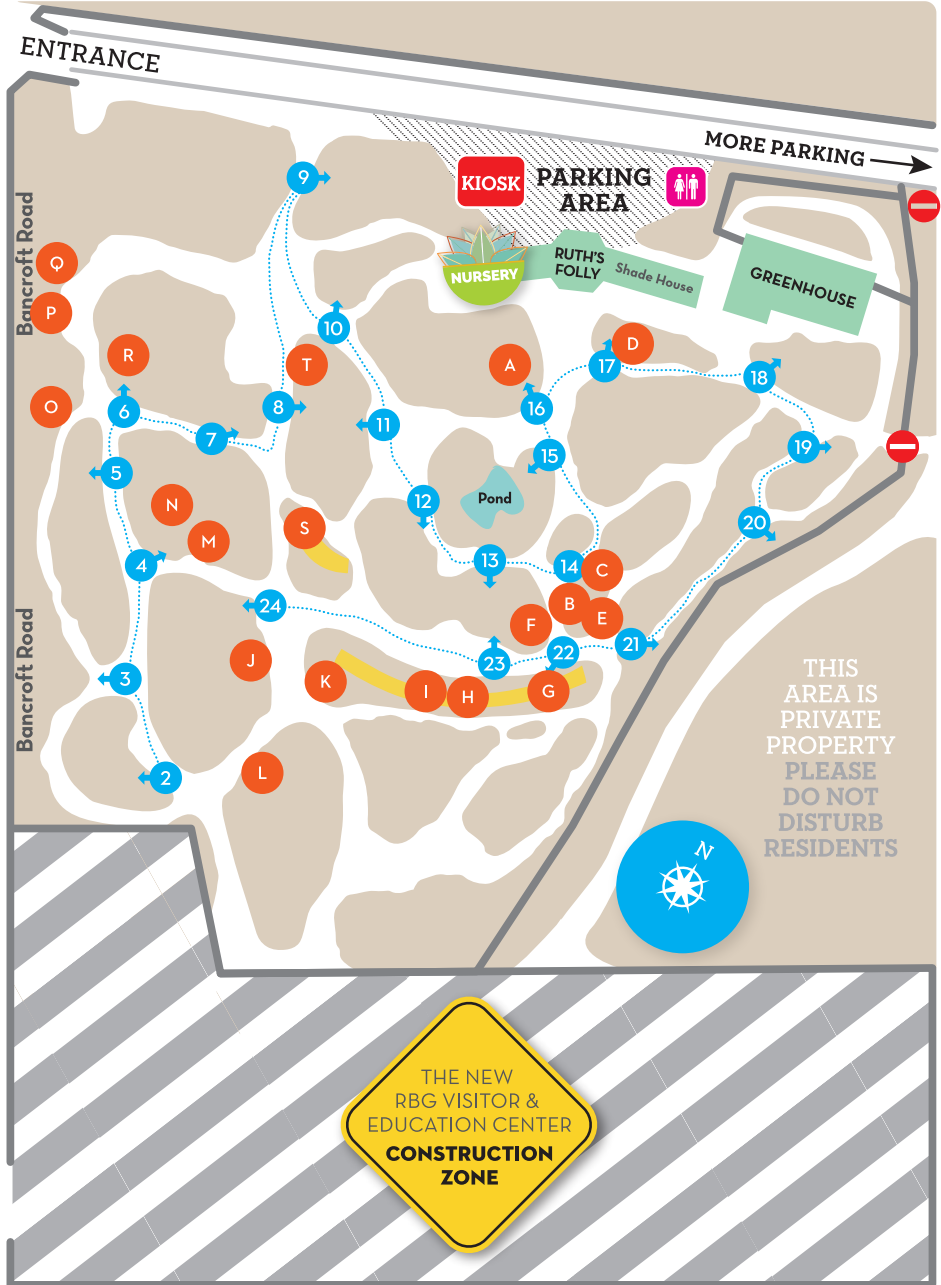 ENTRANCE
MORE PARKING
KIOSK
PARKING
AREA
Bancroft Road
9
Q
P
NURSERY
RUTH'S
FOLLY
Shade House
GREENHOUSE
10
R
T
A
17
D
18
O
6
8
16
7
11
15
19
5
N
12
Pond
20
S
M
4
13
14
C
24
B
E
F
Bancroft Road
J
23
22
21
3
K
I
H
G
L
2
THIS
AREA IS
PRIVATE
PROPERTY
PLEASE
DO NOT
DISTURB
RESIDENTS
N
THE NEW
RBG VISITOR &
EDUCATION CENTER
CONSTRUCTION
ZONE